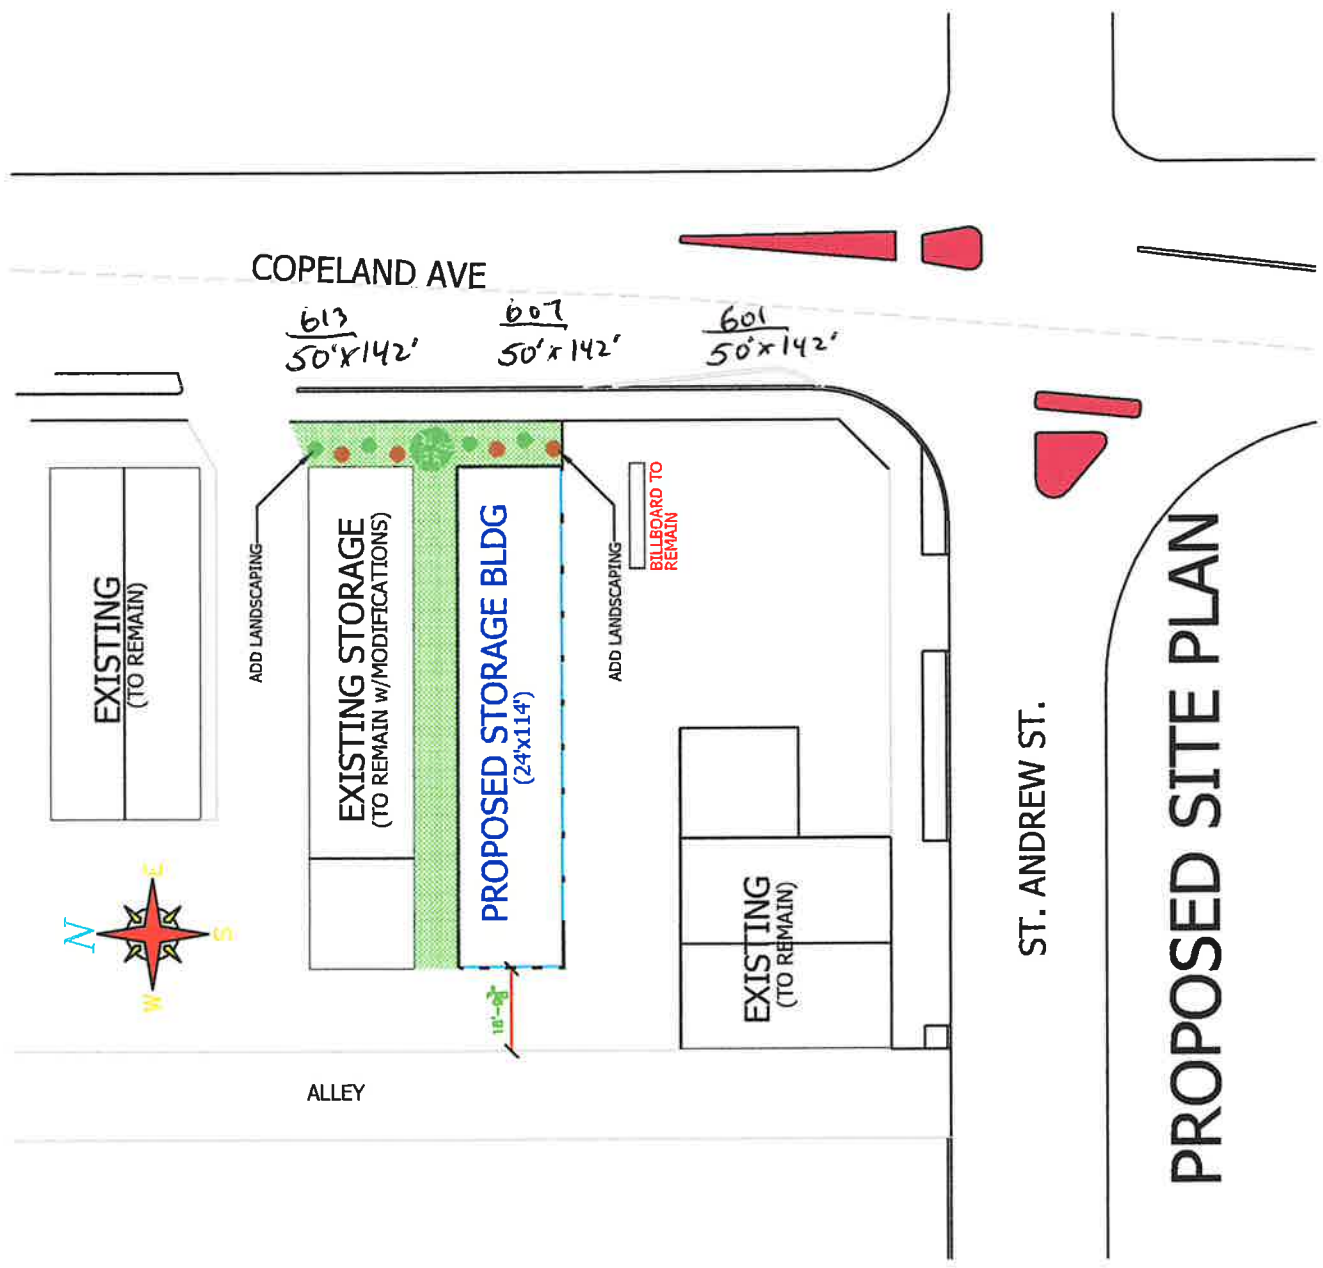 COPELAND AVE
613
50'x142'
607
50'x142'
601
50'x142'
EXISTING
(TO REMAIN)
ADD LANDSCAPING
EXISTING STORAGE
(TO REMAIN W/MODIFICATIONS)
PROPOSED STORAGE BLDG
(24'x114')
ADD LANDSCAPING
BILLBOARD TO
REMAIN
N
E
S
W
EXISTING
(TO REMAIN)
ALLEY
ST. ANDREW ST.
PROPOSED SITE PLAN